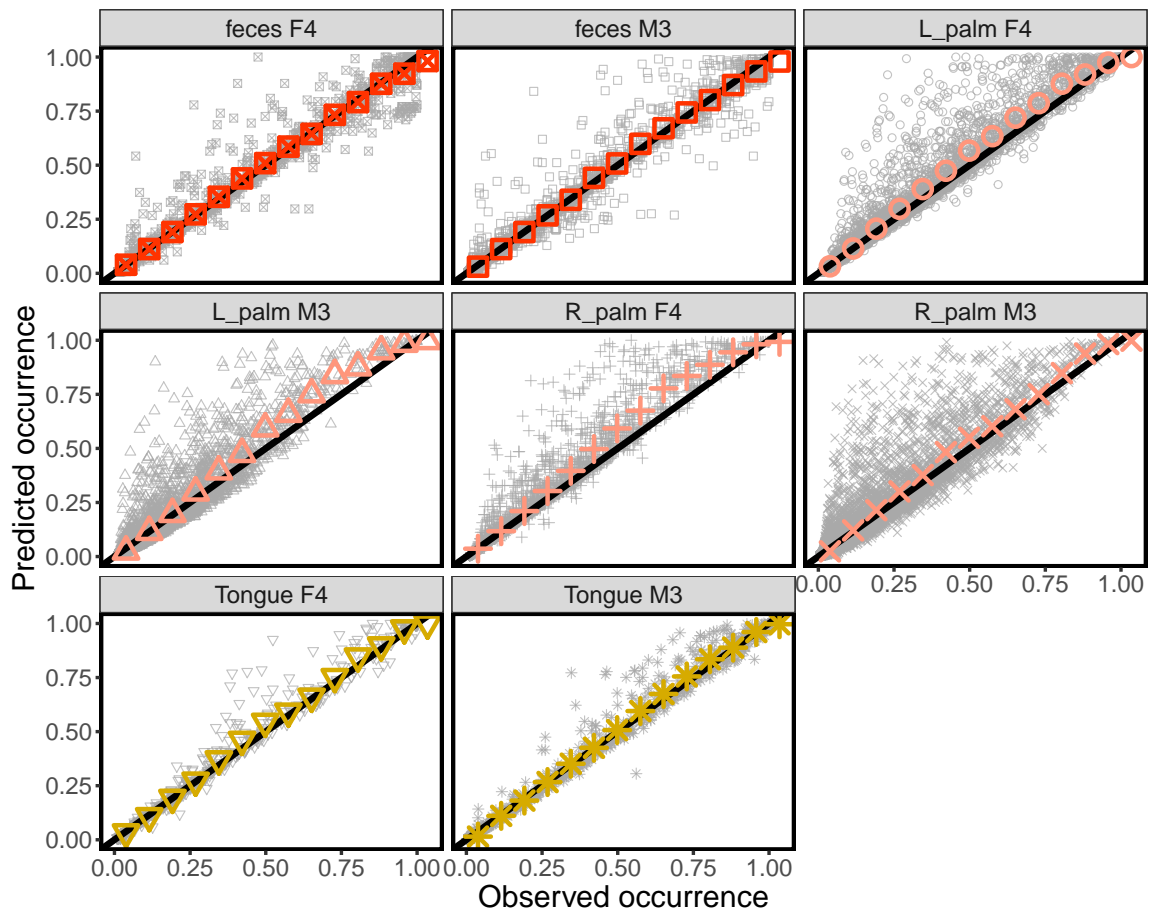 feces F4
feces M3
L_palm F4
1.00
0.75
0.50
0.25
0.00
L_palm M3
R_palm F4
R_palm M3
1.00
0.75
0.50
0.25
0.00
0.00 0.25 0.50 0.75 1.00
Tongue F4
Tongue M3
1.00
0.75
0.50
0.25
0.00
0.00 0.25 0.50 0.75 1.00
0.00 0.25 0.50 0.75 1.00
Predicted occurrence
Observed occurrence